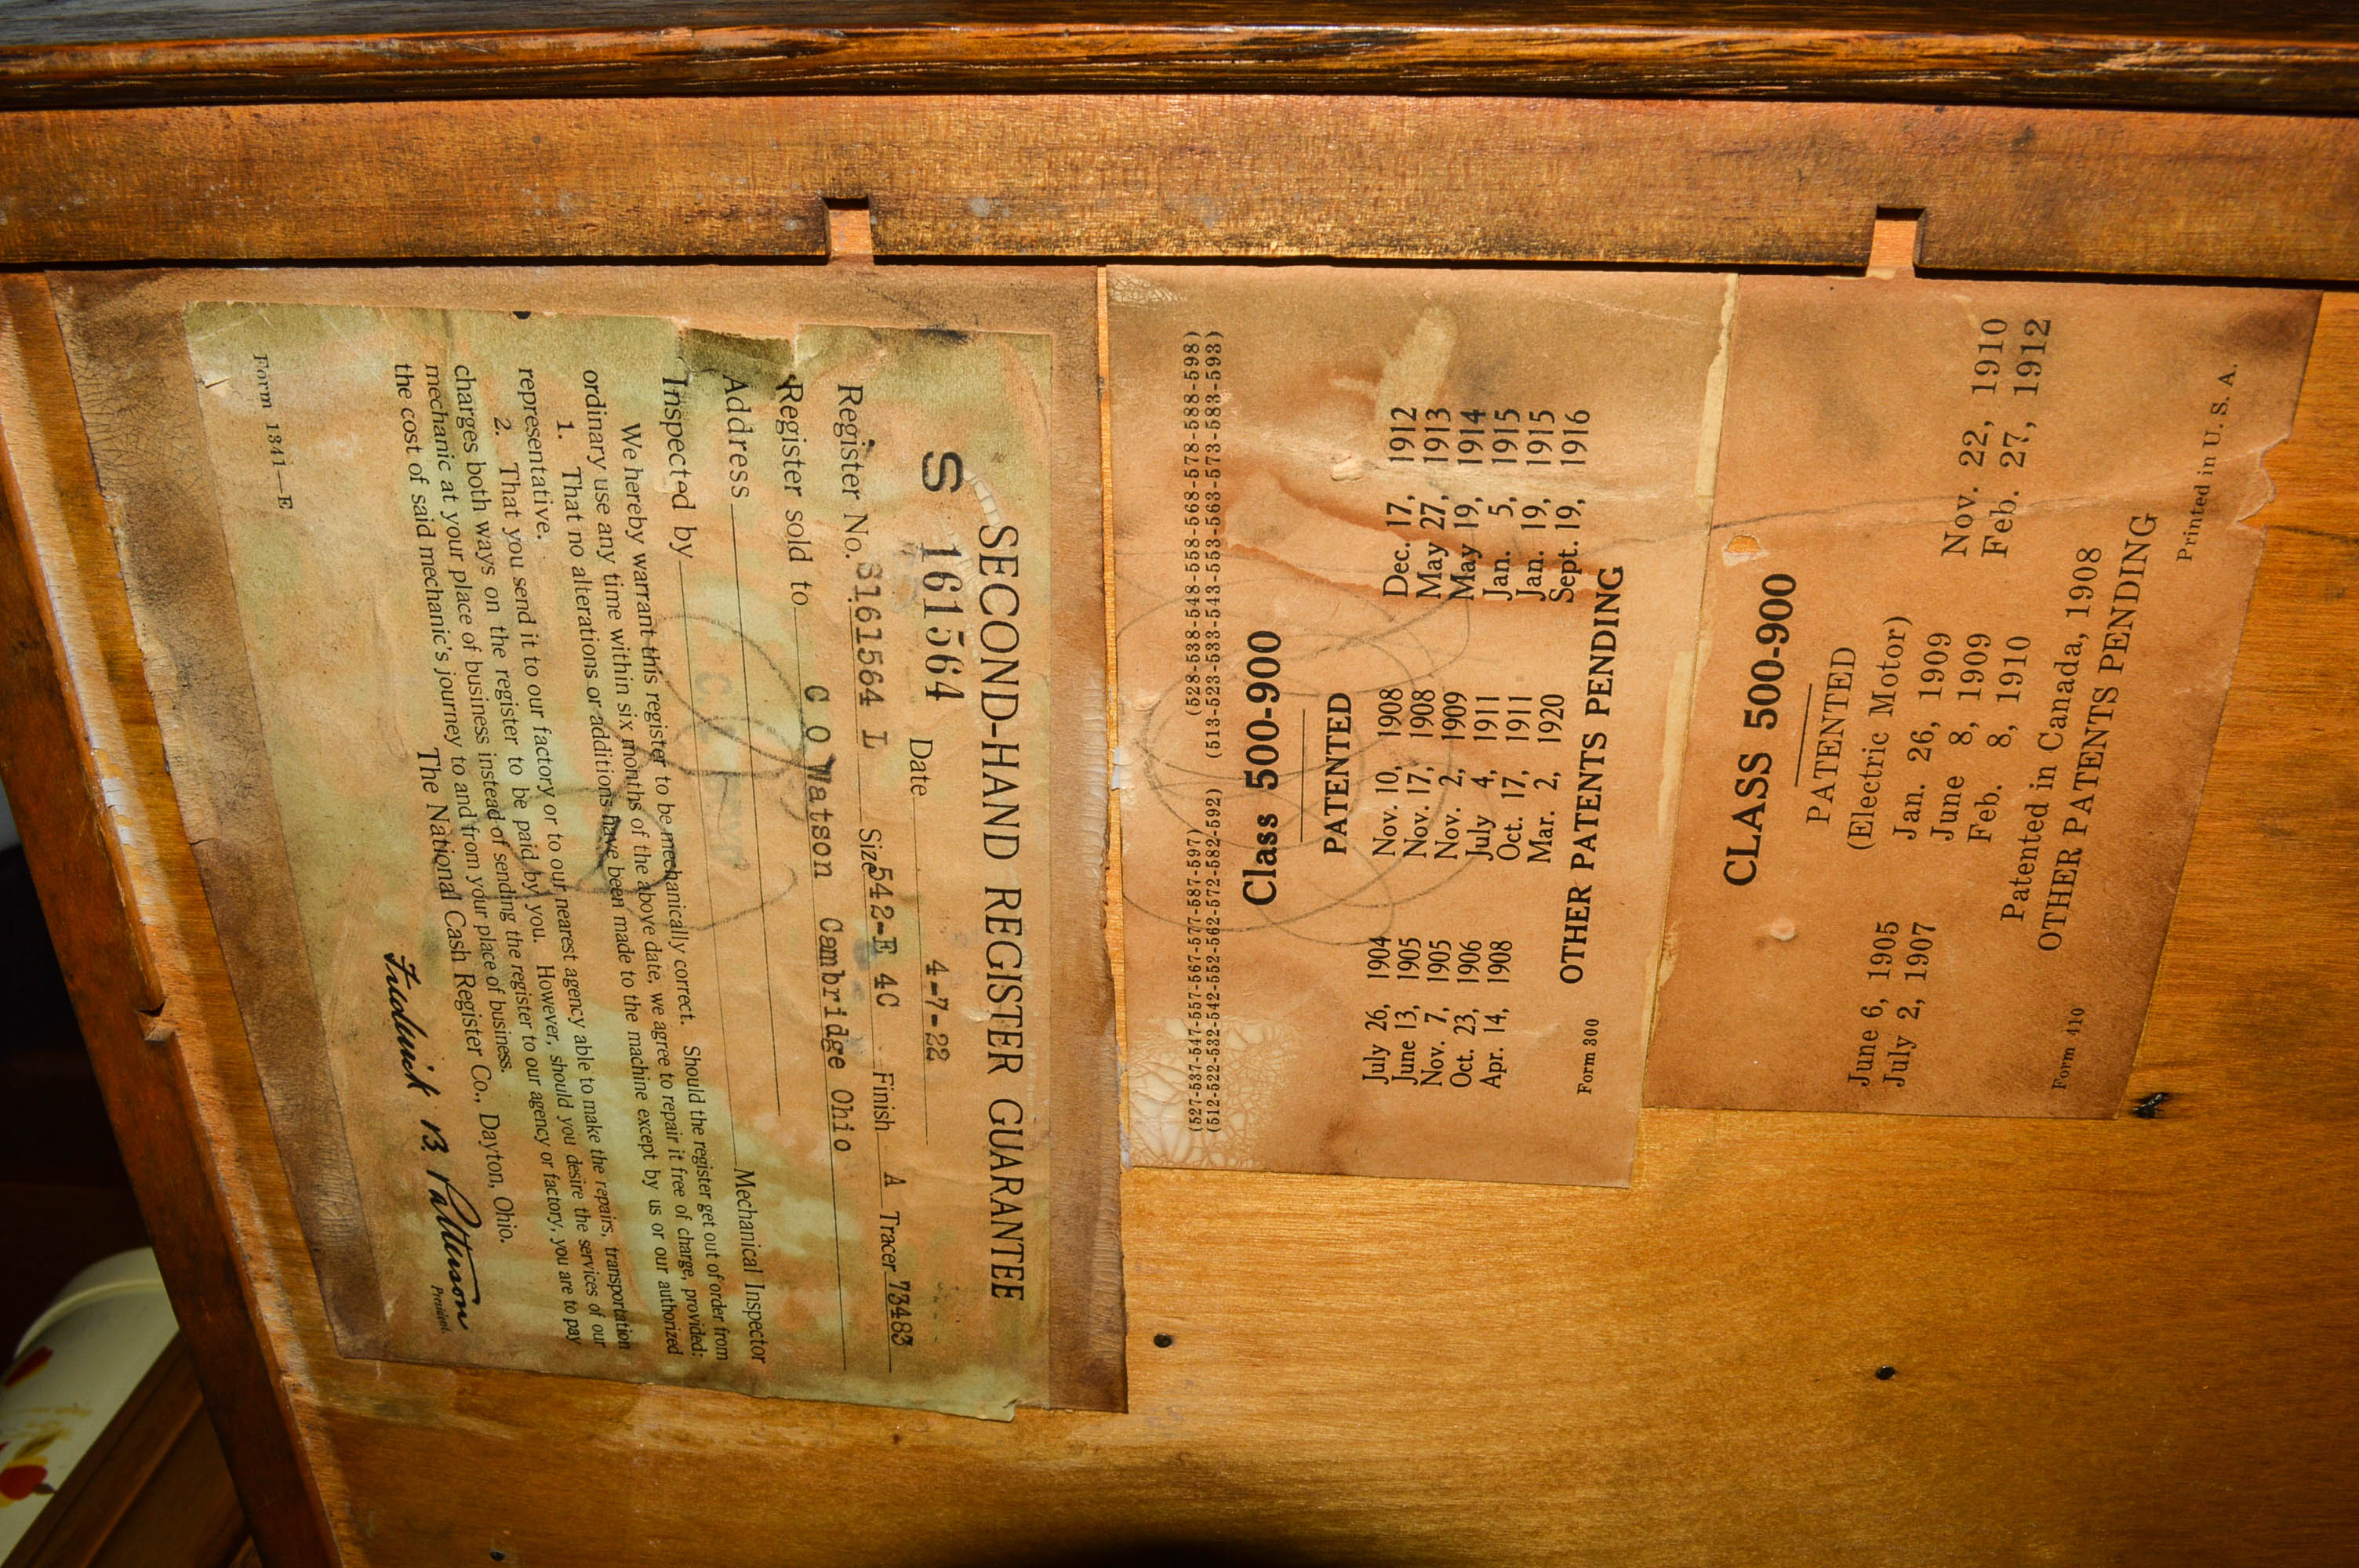 SECOND-HAND REGISTER GUARANTEE
S 161564 Date 4-7-22
Register No. S161564 L Size 542-E 4C Finish A Tracer 73483
Register sold to C O Watson Cambridge Ohio
Address
Inspected by Mechanical Inspector
We hereby warrant this register to be mechanically correct. Should the register get out of order from
ordinary use any time within six months of the above date, we agree to repair it free of charge, provided:
1. That no alterations or additions have been made to the machine except by us or our authorized
representative.
2. That you send it to our factory or to our nearest agency able to make the repairs, transportation
charges both ways on the register to be paid by you. However, should you desire the services of our
mechanic at your place of business instead of sending the register to our agency or factory, you are to pay
the cost of said mechanic's journey to and from your place of business.
The National Cash Register Co., Dayton, Ohio.
Frederick B. Patterson
President.
Form 1341—E
(527-537-547-557-567-577-587-597) (528-538-548-558-568-578-588-598)
(512-522-532-542-552-562-572-582-592) (513-523-533-543-553-563-573-583-593)
Class 500-900
PATENTED
July 26, 1904 Nov. 10, 1908 Dec. 17, 1912
June 13, 1905 Nov. 17, 1908 May 27, 1913
Nov. 7, 1905 Nov. 2, 1909 May 19, 1914
Oct. 23, 1906 July 4, 1911 Jan. 5, 1915
Apr. 14, 1908 Oct. 17, 1911 Jan. 19, 1915
Mar. 2, 1920 Sept. 19, 1916
Form 300 OTHER PATENTS PENDING
CLASS 500-900
PATENTED
(Electric Motor)
June 6, 1905 Jan. 26, 1909 Nov. 22, 1910
July 2, 1907 June 8, 1909 Feb. 27, 1912
Feb. 8, 1910
Patented in Canada, 1908
OTHER PATENTS PENDING
Form 410 Printed in U. S. A.